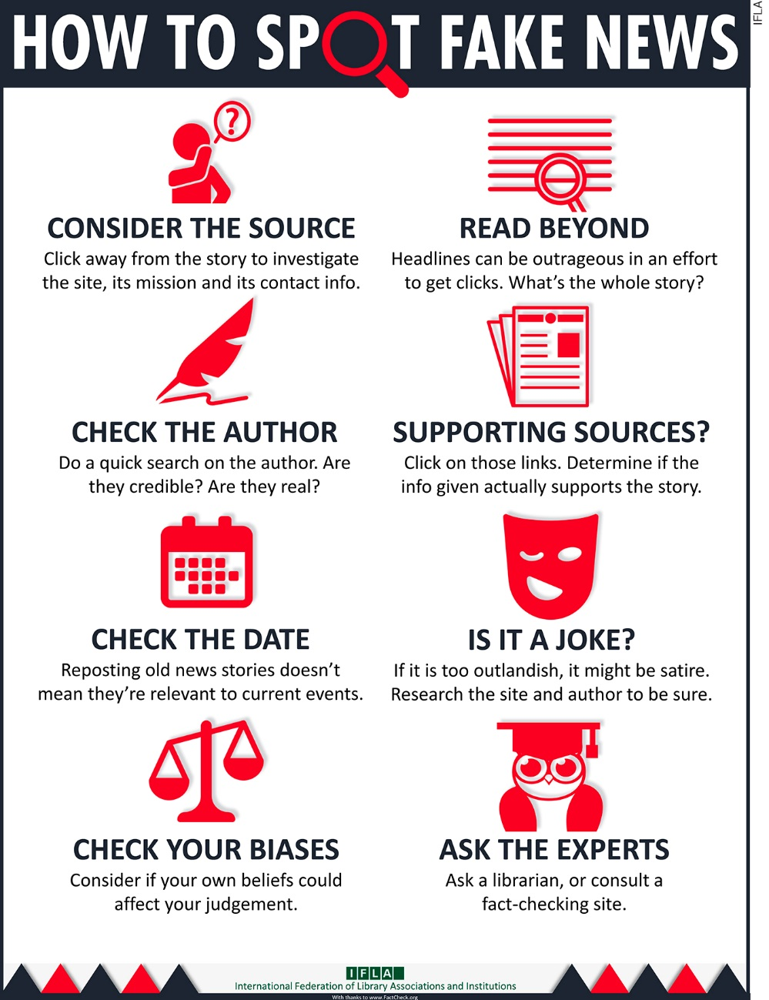 HOW TO SPOT FAKE NEWS
IFLA
CONSIDER THE SOURCE
Click away from the story to investigate
the site, its mission and its contact info.
READ BEYOND
Headlines can be outrageous in an effort
to get clicks. What's the whole story?
CHECK THE AUTHOR
Do a quick search on the author. Are
they credible? Are they real?
SUPPORTING SOURCES?
Click on those links. Determine if the
info given actually supports the story.
CHECK THE DATE
Reposting old news stories doesn't
mean they're relevant to current events.
IS IT A JOKE?
If it is too outlandish, it might be satire.
Research the site and author to be sure.
CHECK YOUR BIASES
Consider if your own beliefs could
affect your judgement.
ASK THE EXPERTS
Ask a librarian, or consult a
fact-checking site.
IFLA
International Federation of Library Associations and Institutions
With thanks to www.FactCheck.org
?